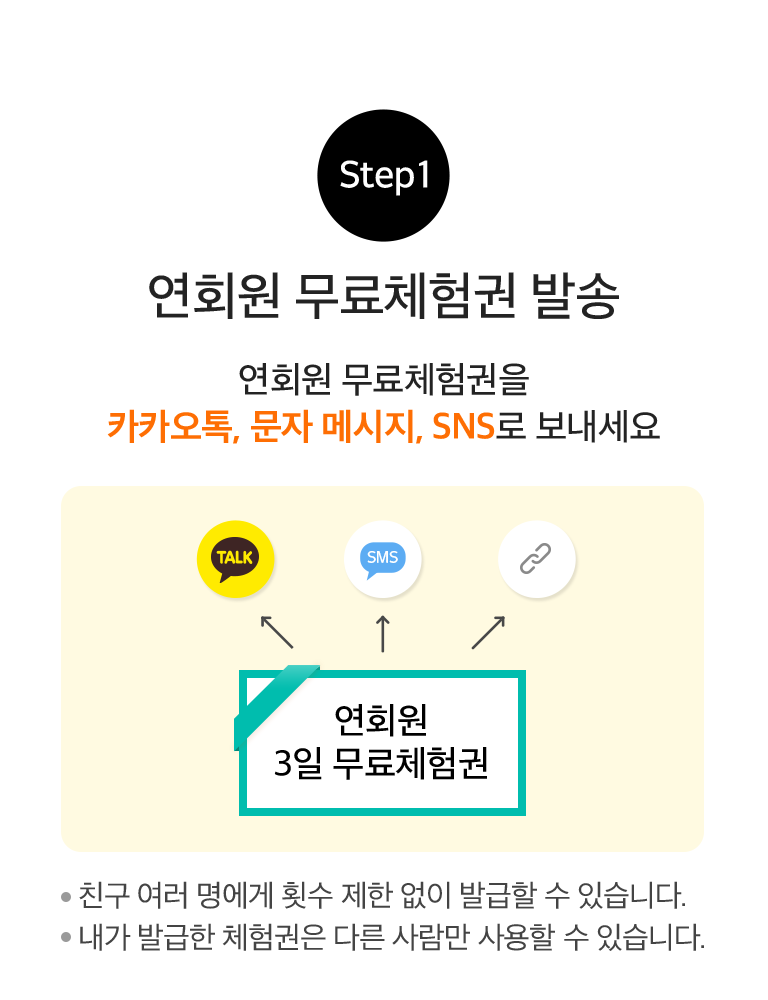 Step1
연회원 무료체험권 발송
연회원 무료체험권을
카카오톡, 문자 메시지, SNS로 보내세요
TALK
SMS
연회원
3일 무료체험권
• 친구 여러 명에게 횟수 제한 없이 발급할 수 있습니다.
• 내가 발급한 체험권은 다른 사람만 사용할 수 있습니다.